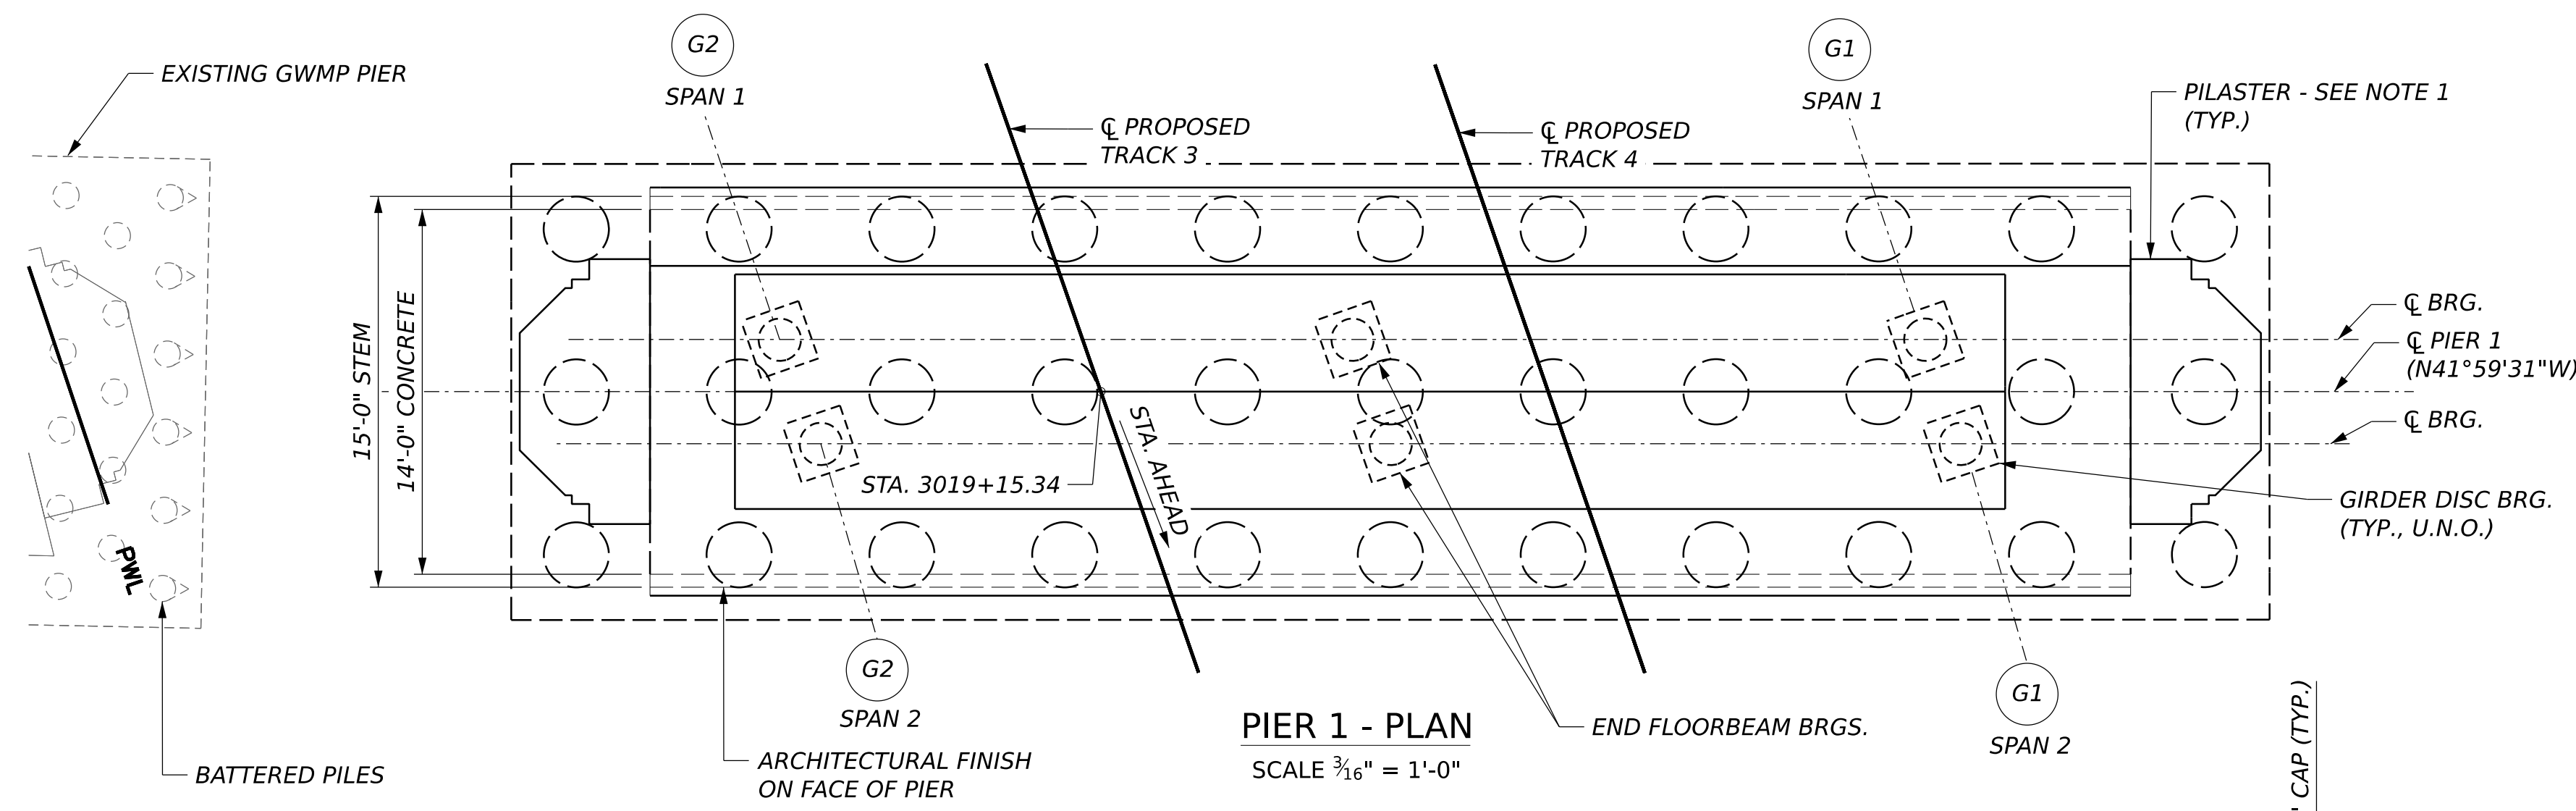 G2
SPAN 1
G1
SPAN 1
EXISTING GWMP PIER
PILASTER - SEE NOTE 1
(TYP.)
℄ PROPOSED
TRACK 3
℄ PROPOSED
TRACK 4
15'-0" STEM
14'-0" CONCRETE
℄ BRG.
℄ PIER 1
(N41°59'31"W)
℄ BRG.
STA. AHEAD
STA. 3019+15.34
GIRDER DISC BRG.
(TYP., U.N.O.)
PWL
G2
SPAN 2
G1
SPAN 2
PIER 1 - PLAN
SCALE 3/16" = 1'-0"
END FLOORBEAM BRGS.
ARCHITECTURAL FINISH
ON FACE OF PIER
BATTERED PILES
CAP (TYP.)